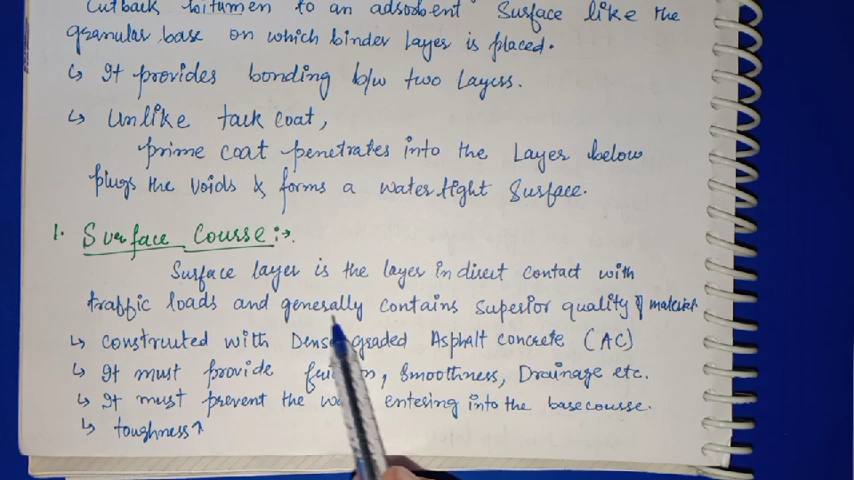 Cutback bitumen to an adsorbent Surface like the
granular base on which binder Layer is placed.
↳ It provides bonding b/w two Layers.
↳ Unlike tack coat,
prime coat penetrates into the Layer below
plugs the voids & forms a water tight Surface.
1. Surface Course:-.
Surface layer is the layer in direct contact with
traffic loads and generally contains superior quality of material.
↳ constructed with Dense graded Asphalt concrete (AC)
↳ It must provide , Smoothness, Drainage etc.
↳ It must prevent the entering into the basecourse.
↳ toughness↑